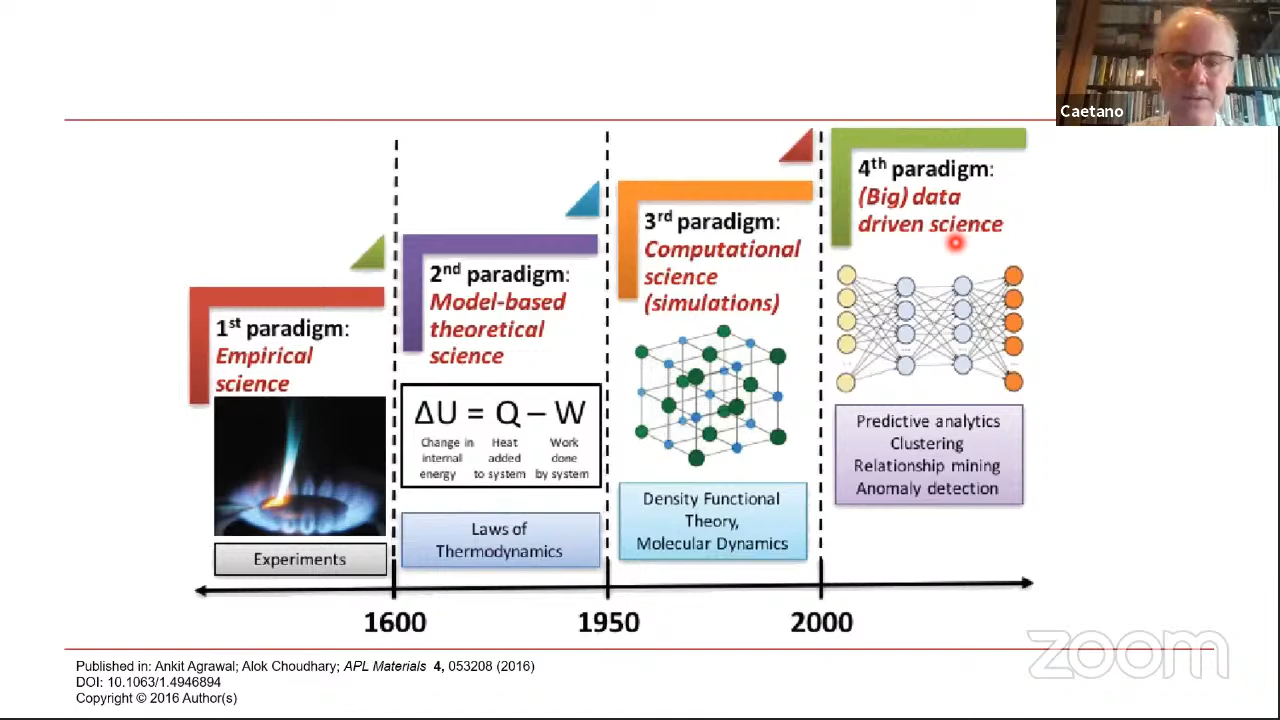 Caetano
1st paradigm:
Empirical
science
Experiments
2nd paradigm:
Model-based
theoretical
science
ΔU = Q – W
Change in internal energy
Heat added to system
Work done by system
Laws of
Thermodynamics
3rd paradigm:
Computational
science
(simulations)
Density Functional
Theory,
Molecular Dynamics
4th paradigm:
(Big) data
driven science
Predictive analytics
Clustering
Relationship mining
Anomaly detection
1600
1950
2000
zoom
Published in: Ankit Agrawal; Alok Choudhary; APL Materials 4, 053208 (2016)
DOI: 10.1063/1.4946894
Copyright © 2016 Author(s)